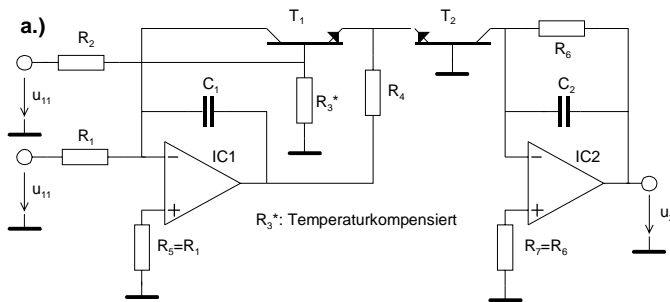 a.)
T1
T2
R2
R6
u11
C1
R3*
R4
C2
R1
IC1
IC2
u11
R3*: Temperaturkompensiert
R5=R1
R7=R6